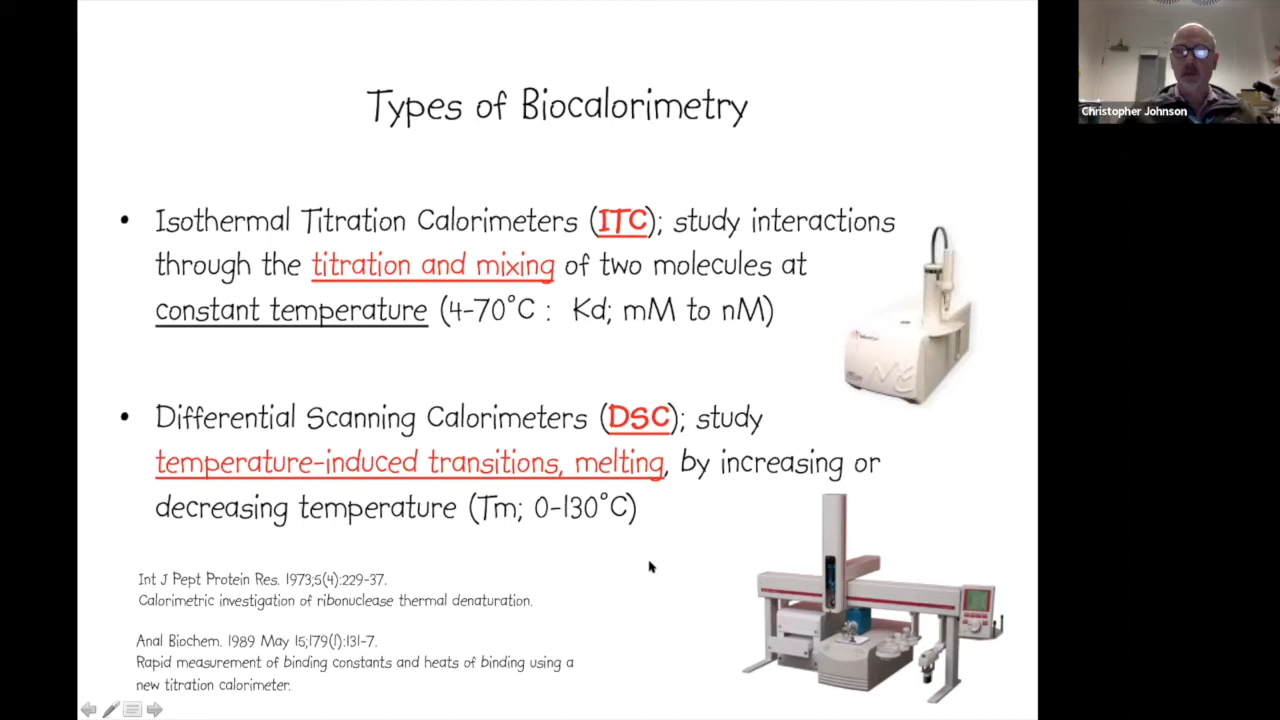 Types of Biocalorimetry
• Isothermal Titration Calorimeters (ITC); study interactions
through the titration and mixing of two molecules at
constant temperature (4-70°C : Kd; mM to nM)
• Differential Scanning Calorimeters (DSC); study
temperature-induced transitions, melting, by increasing or
decreasing temperature (Tm; 0-130°C)
Int J Pept Protein Res. 1973;5(4):229-37.
Calorimetric investigation of ribonuclease thermal denaturation.
Anal Biochem. 1989 May 15;179(1):131-7.
Rapid measurement of binding constants and heats of binding using a
new titration calorimeter.
Christopher Johnson